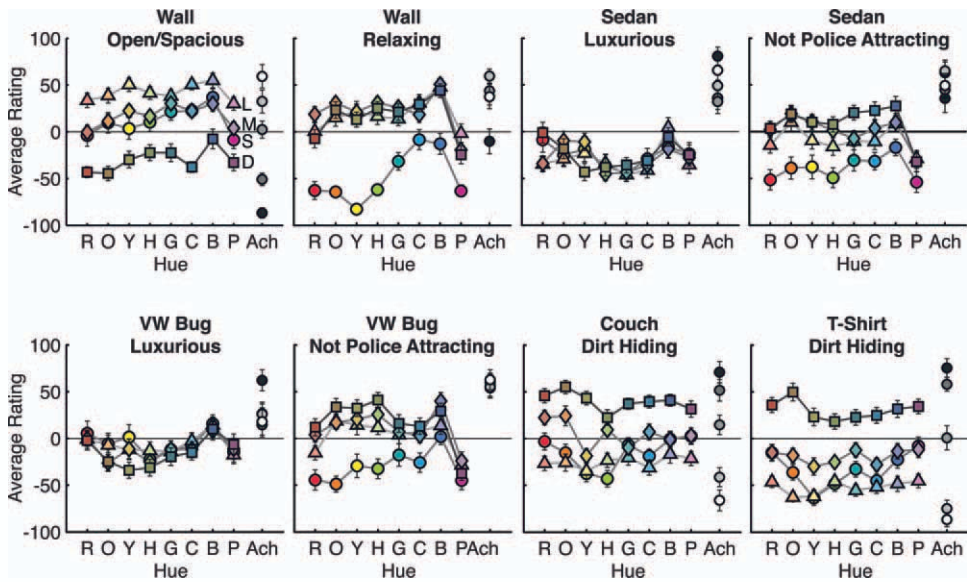 Wall
Open/Spacious
Wall
Relaxing
Sedan
Luxurious
Sedan
Not Police Attracting
Average Rating
100
50
0
-50
-100
L
M
S
D
R O Y H G C B P Ach
R O Y H G C B P Ach
R O Y H G C B P Ach
R O Y H G C B P Ach
Hue
Hue
Hue
Hue
VW Bug
Luxurious
VW Bug
Not Police Attracting
Couch
Dirt Hiding
T-Shirt
Dirt Hiding
Average Rating
100
50
0
-50
-100
R O Y H G C B P Ach
R O Y H G C B PAch
R O Y H G C B P Ach
R O Y H G C B P Ach
Hue
Hue
Hue
Hue